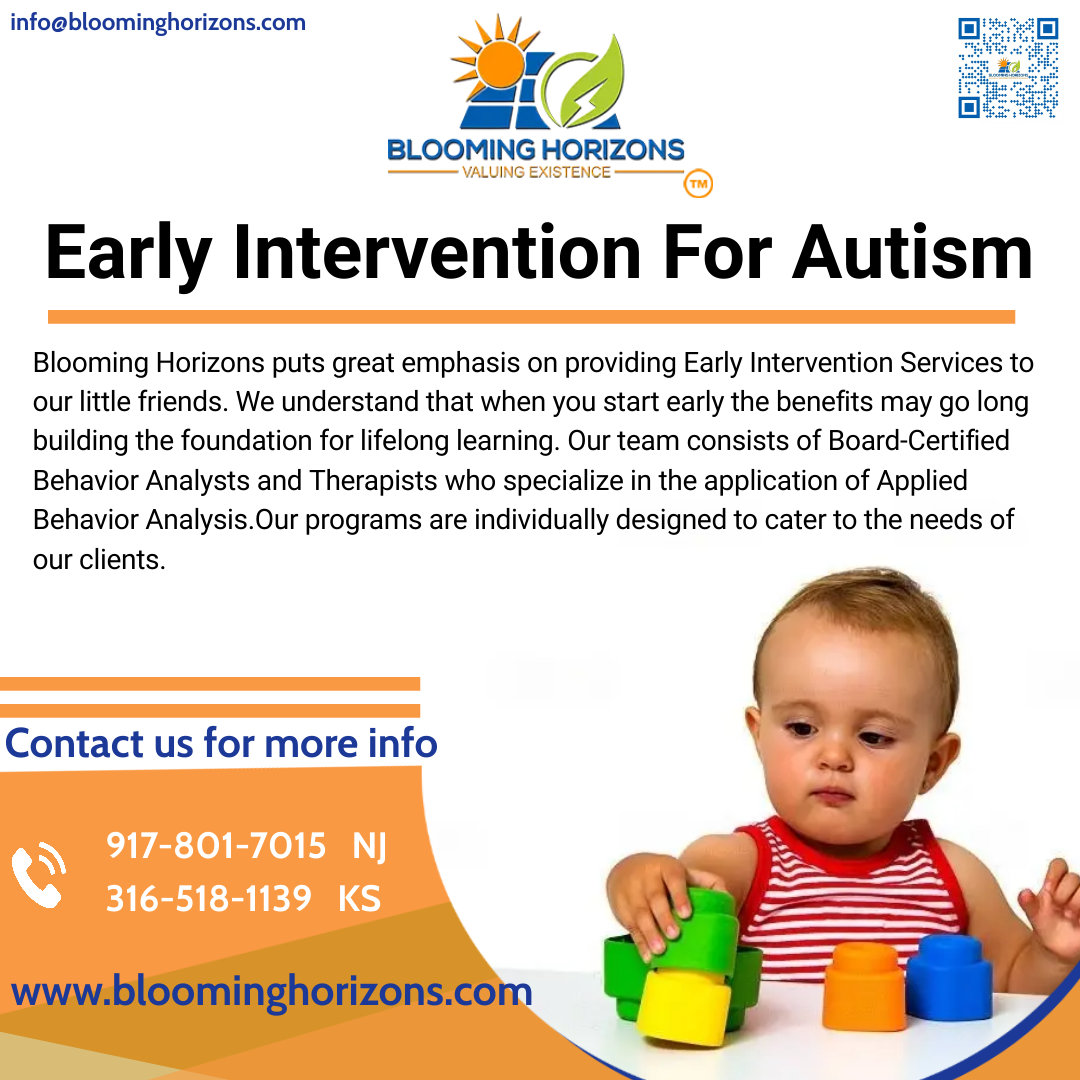 info@bloominghorizons.com
BLOOMING HORIZONS
VALUING EXISTENCE
TM
BLOOMING HORIZONS
Early Intervention For Autism
Blooming Horizons puts great emphasis on providing Early Intervention Services to
our little friends. We understand that when you start early the benefits may go long
building the foundation for lifelong learning. Our team consists of Board-Certified
Behavior Analysts and Therapists who specialize in the application of Applied
Behavior Analysis.Our programs are individually designed to cater to the needs of
our clients.
Contact us for more info
917-801-7015 NJ
316-518-1139 KS
www.bloominghorizons.com